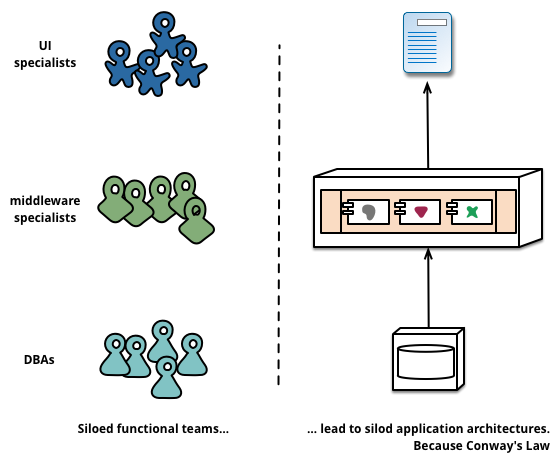 UI
specialists
middleware
specialists
DBAs
Siloed functional teams...
... lead to silod application architectures.
Because Conway's Law